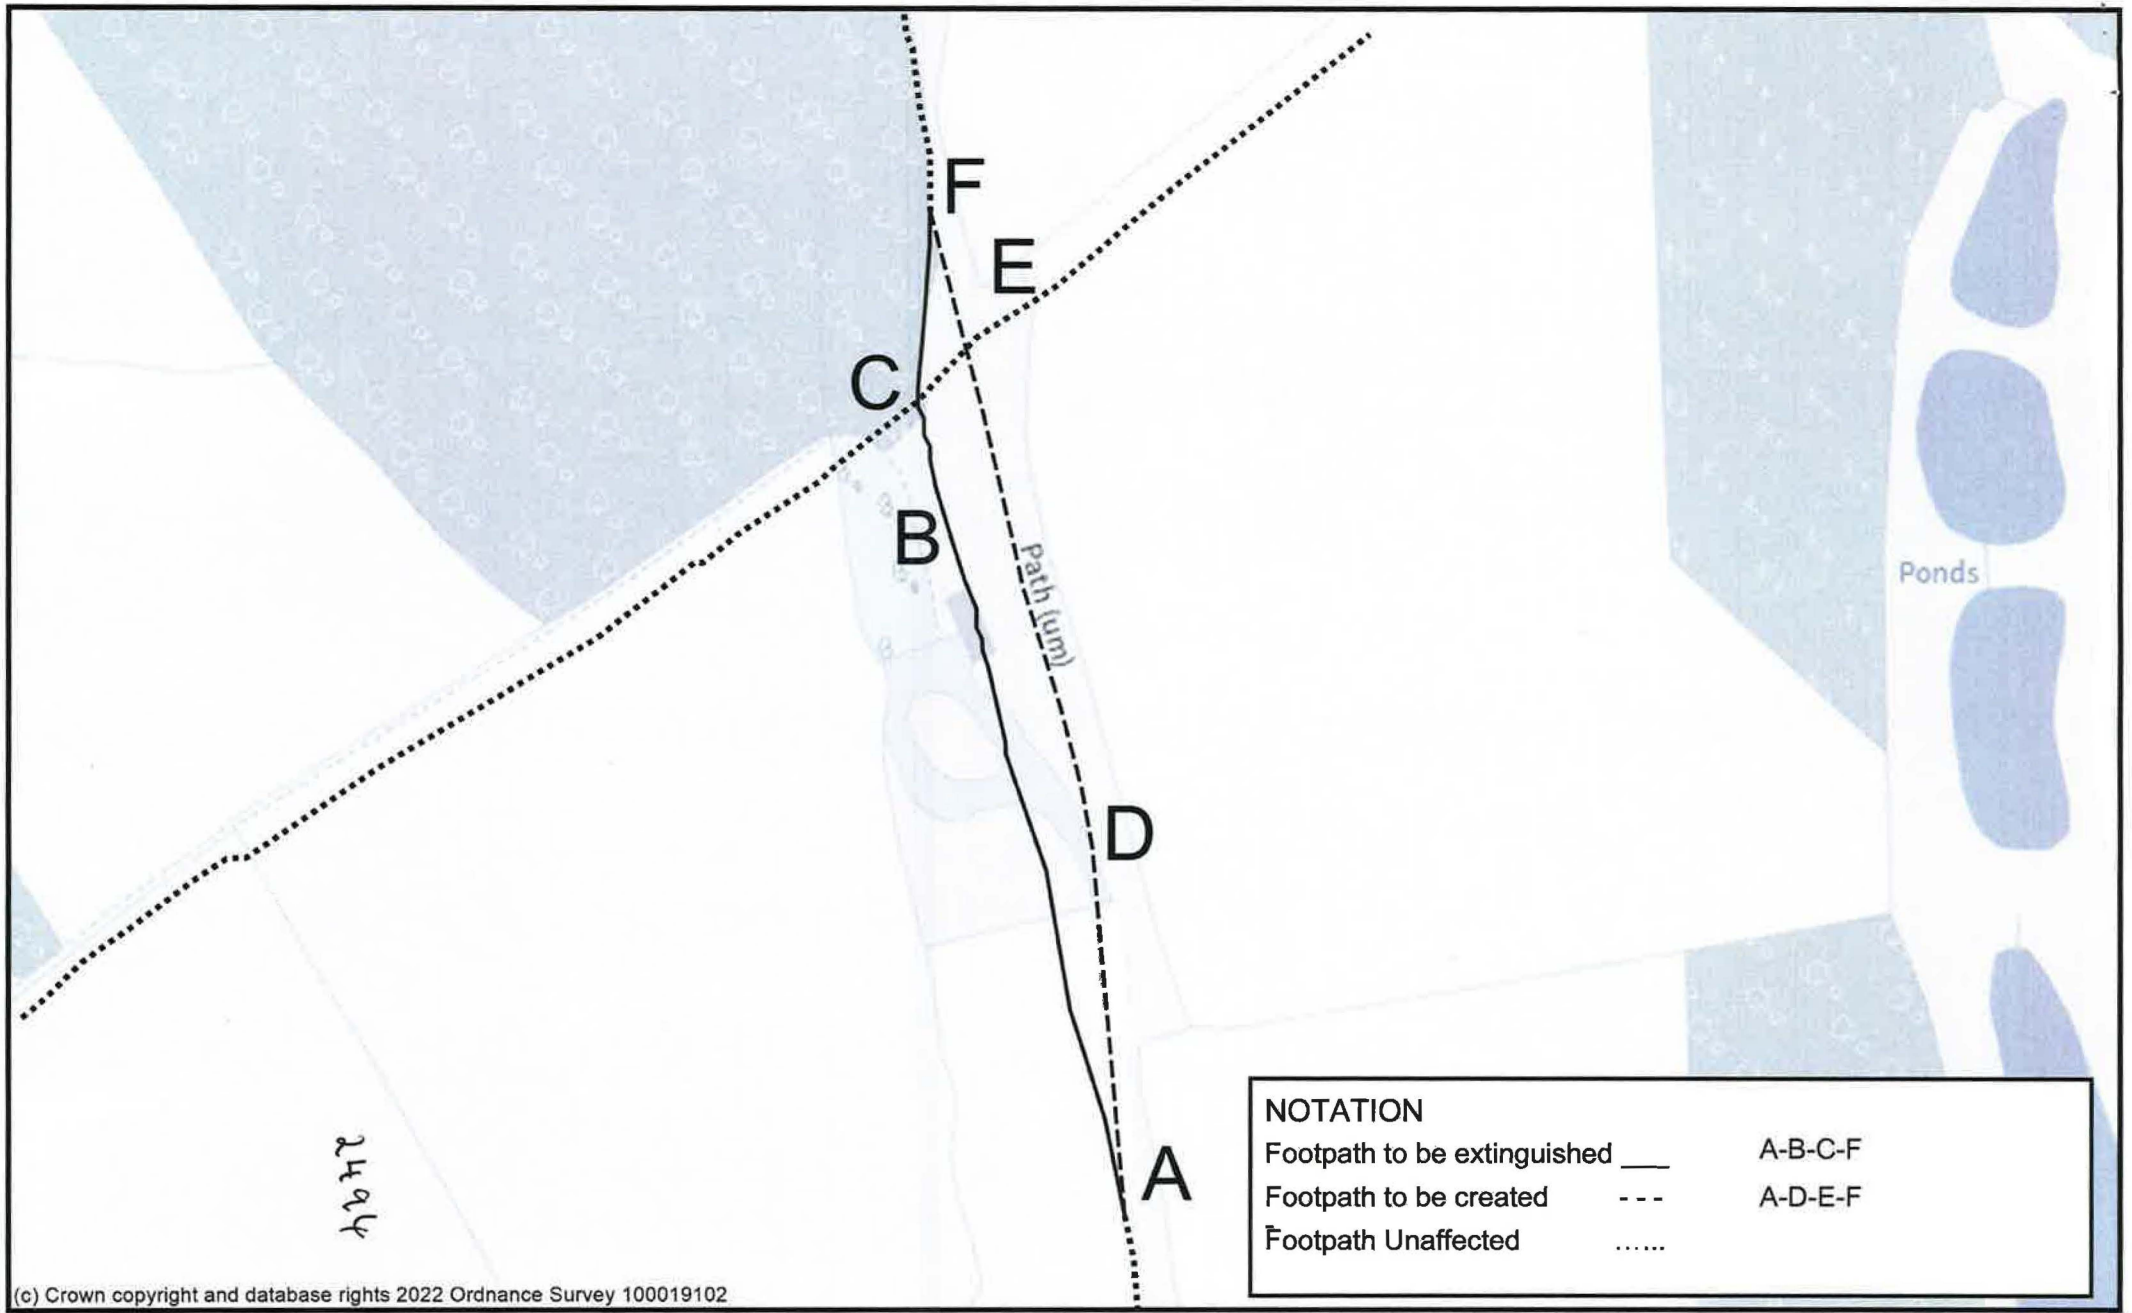 F
E
C
B
Path (um)
Ponds
D
A
2494
NOTATION
Footpath to be extinguished ___ A-B-C-F
Footpath to be created - - - A-D-E-F
Footpath Unaffected ......
(c) Crown copyright and database rights 2022 Ordnance Survey 100019102